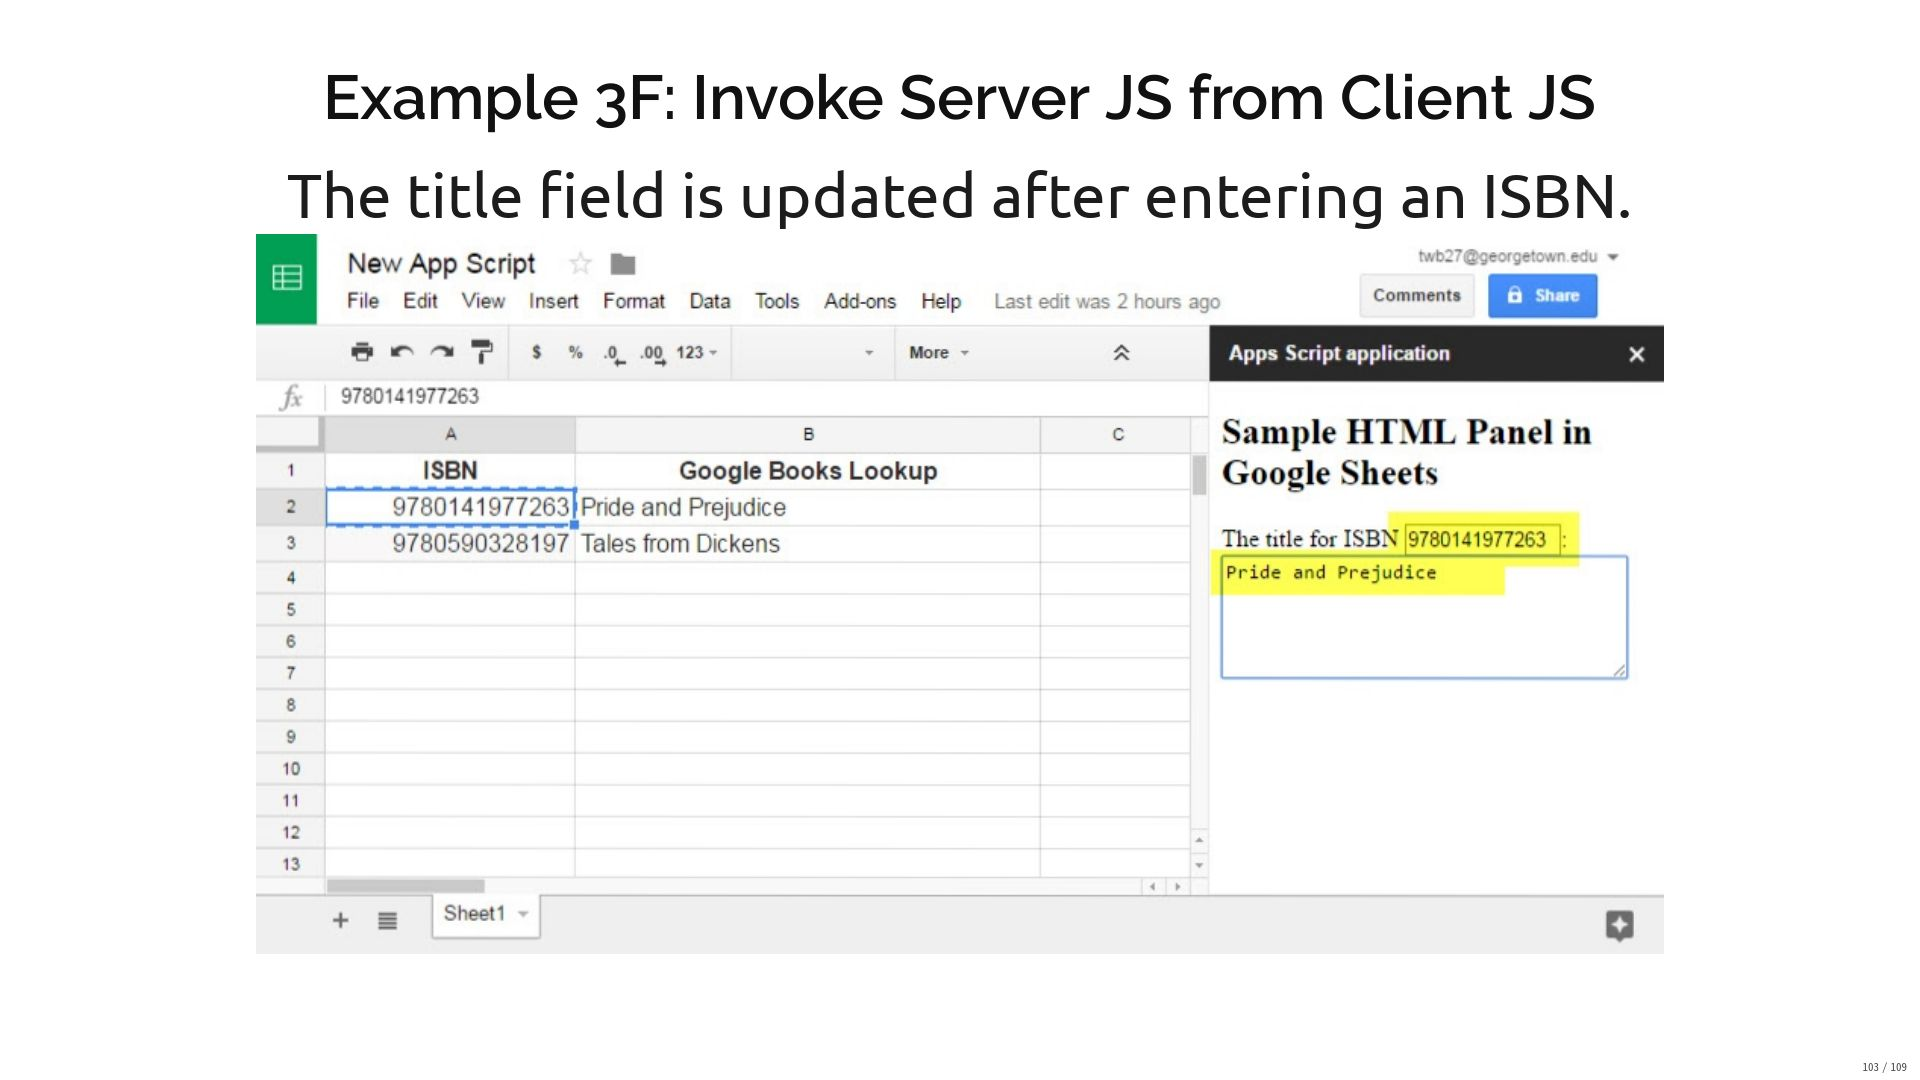 Example 3F: Invoke Server JS from Client JS
The title field is updated after entering an ISBN.
New App Script
twb27@georgetown.edu
File Edit View Insert Format Data Tools Add-ons Help Last edit was 2 hours ago
Comments Share
$ % .0 .00 123 More
Apps Script application
fx 9780141977263
A B C
1 ISBN Google Books Lookup
2 9780141977263 Pride and Prejudice
3 9780590328197 Tales from Dickens
4
5
6
7
8
9
10
11
12
13
Sample HTML Panel in
Google Sheets
The title for ISBN 9780141977263 :
Pride and Prejudice
Sheet1
103 / 109